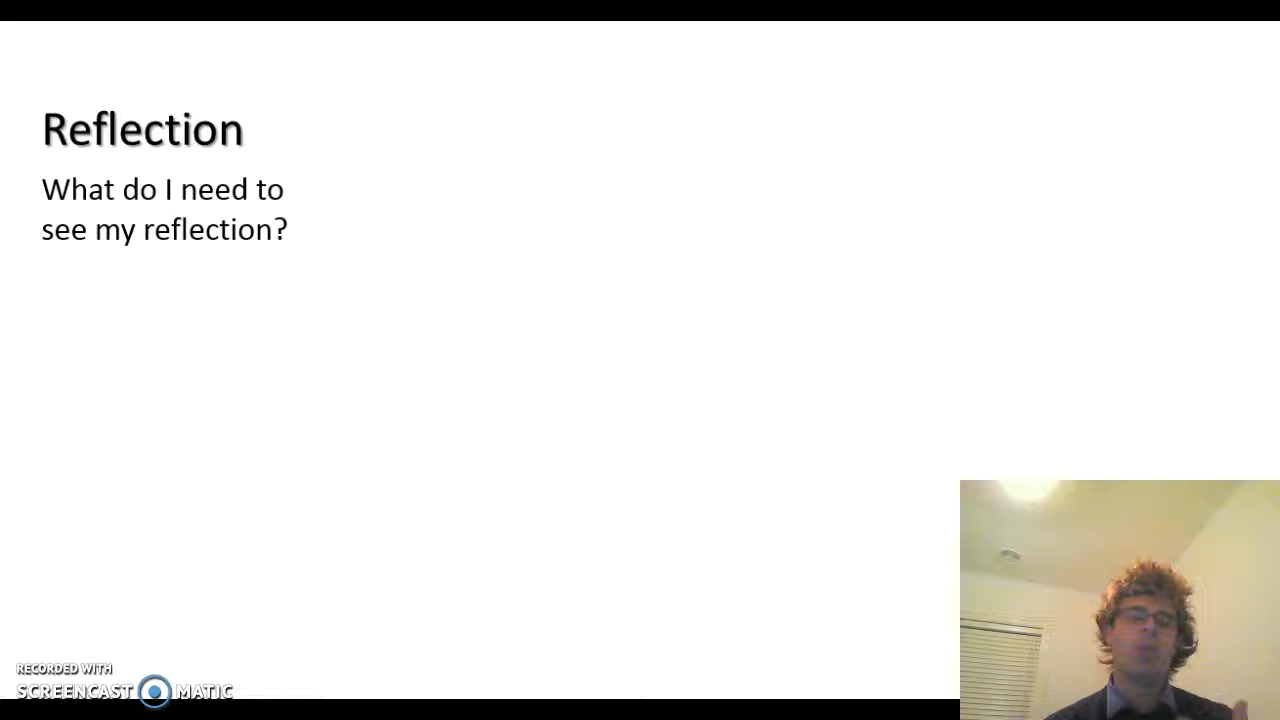 Reflection
What do I need to
see my reflection?
RECORDED WITH
SCREENCAST MATIC